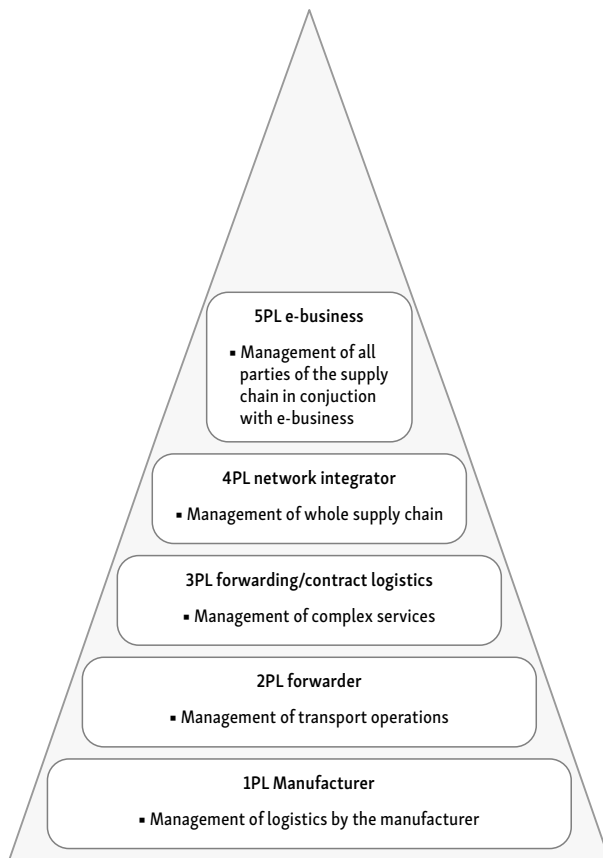 5PL e-business
▪ Management of all
parties of the supply
chain in conjuction
with e-business
4PL network integrator
▪ Management of whole supply chain
3PL forwarding/contract logistics
▪ Management of complex services
2PL forwarder
▪ Management of transport operations
1PL Manufacturer
▪ Management of logistics by the manufacturer